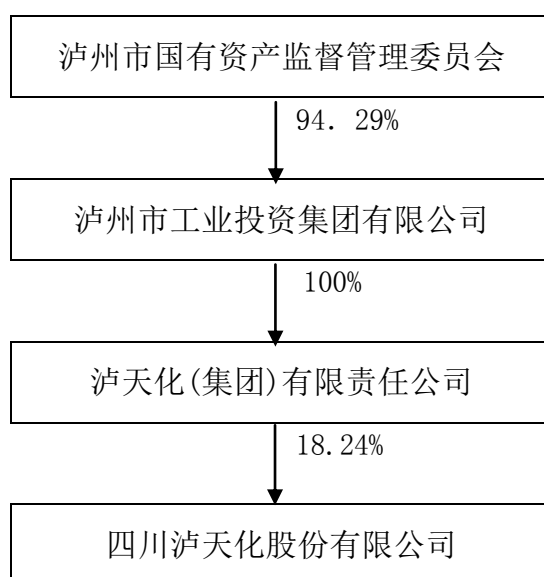 泸州市国有资产监督管理委员会
94. 29%
泸州市工业投资集团有限公司
100%
泸天化(集团)有限责任公司
18.24%
四川泸天化股份有限公司